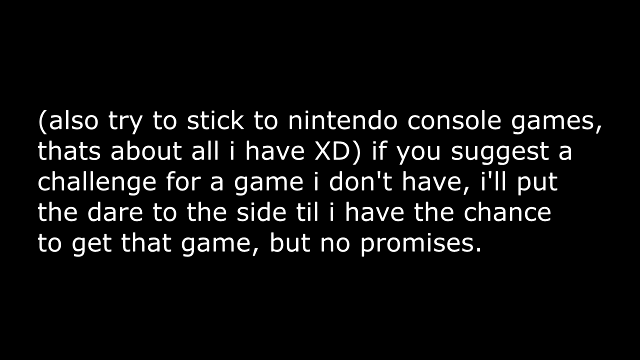 (also try to stick to nintendo console games,
thats about all i have XD) if you suggest a
challenge for a game i don't have, i'll put
the dare to the side til i have the chance
to get that game, but no promises.